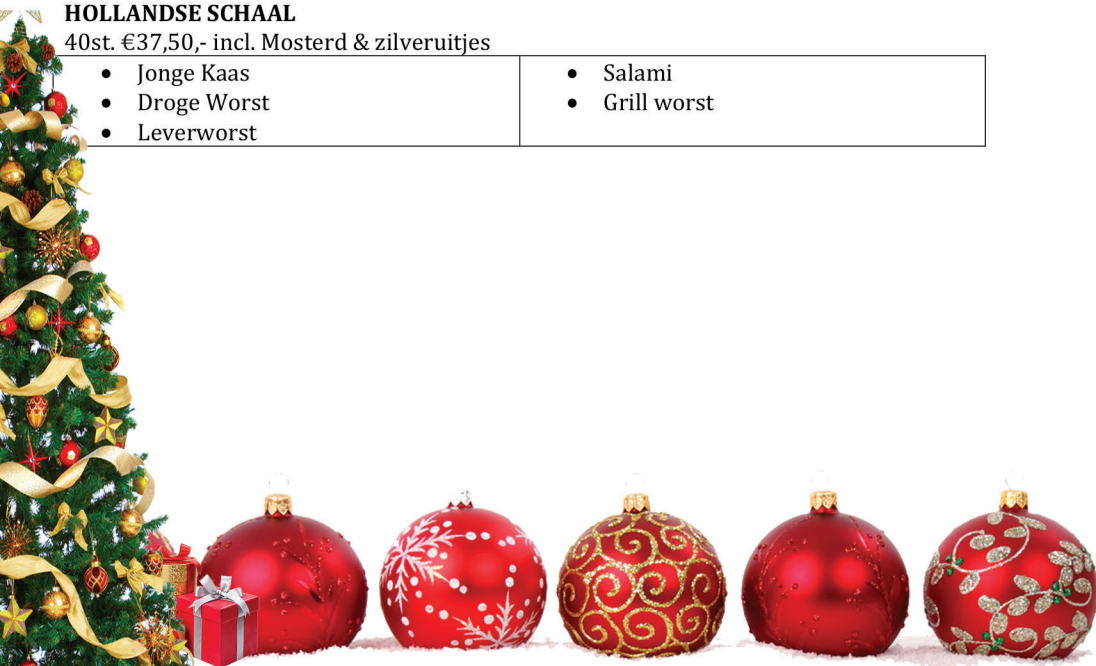 HOLLANDSE SCHAAL
40st. €37,50,- incl. Mosterd & zilveruitjes
• Jonge Kaas
• Droge Worst
• Leverworst
• Salami
• Grill worst